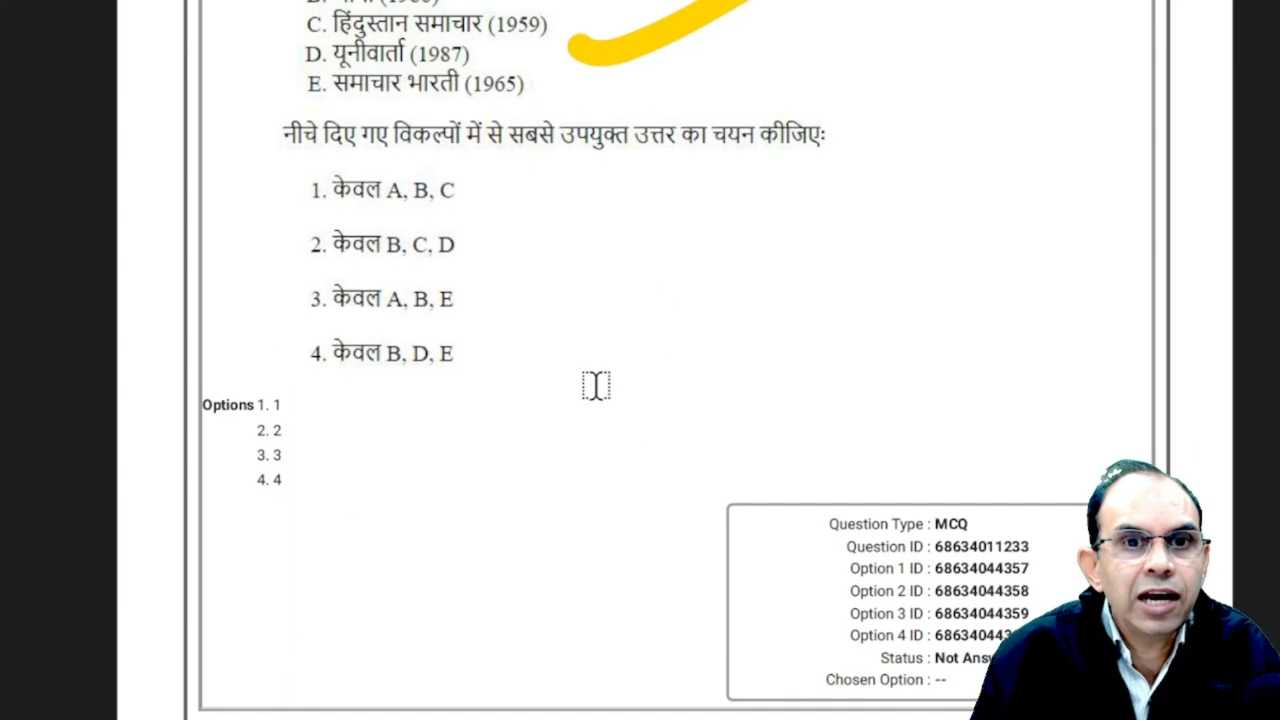 C. हिंदुस्तान समाचार (1959)
D. यूनीवार्ता (1987)
E. समाचार भारती (1965)
नीचे दिए गए विकल्पों में से सबसे उपयुक्त उत्तर का चयन कीजिएः
1. केवल A, B, C
2. केवल B, C, D
3. केवल A, B, E
4. केवल B, D, E
Options 1. 1
2. 2
3. 3
4. 4
Question Type : MCQ
Question ID : 68634011233
Option 1 ID : 68634044357
Option 2 ID : 68634044358
Option 3 ID : 68634044359
Option 4 ID :
Status : Not
Chosen Option : --